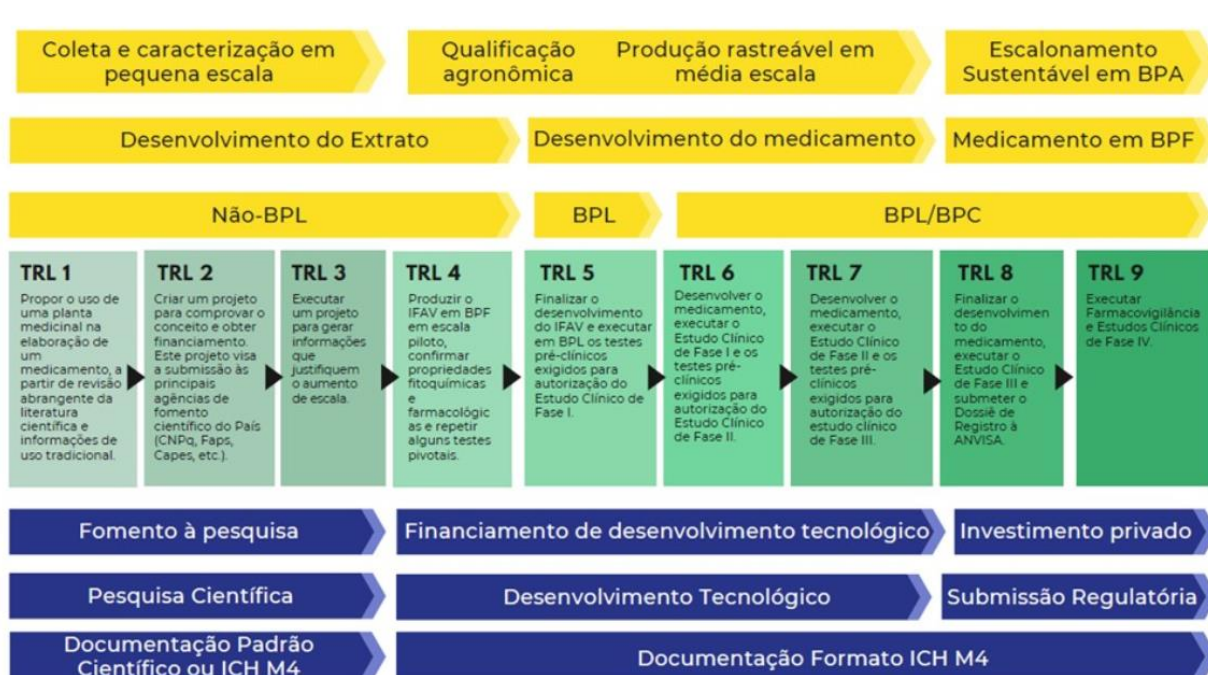 Coleta e caracterização em
pequena escala
Qualificação
agronômica
Produção rastreável em
média escala
Escalonamento
Sustentável em BPA
Desenvolvimento do Extrato
Desenvolvimento do medicamento
Medicamento em BPF
Não-BPL
BPL
BPL/BPC
TRL 1
Propor o uso de
uma planta
medicinal na
elaboração de
um
medicamento, a
partir de revisão
abrangente da
literatura
científica e
informações de
uso tradicional.
TRL 2
Criar um projeto
para comprovar o
conceito e obter
financiamento.
Este projeto visa
a submissão às
principais
agências de
fomento
científico do País
(CNPq, Faps,
Capes, etc.).
TRL 3
Executar
um projeto
para gerar
informações
que
justifiquem
o aumento
de escala.
TRL 4
Produzir o
IFAV em BPF
em escala
piloto,
confirmar
propriedades
fitoquímicas
e
farmacológic
as e repetir
alguns testes
pivotais.
TRL 5
Finalizar o
desenvolvimento
do IFAV e executar
em BPL os testes
pré-clínicos
exigidos para
autorização do
Estudo Clínico de
Fase I.
TRL 6
Desenvolver o
medicamento,
executar o
Estudo Clínico
de Fase I e os
testes pré-
clínicos
exigidos para
autorização do
Estudo Clínico
de Fase II.
TRL 7
Desenvolver o
medicamento,
executar o
Estudo Clínico
de Fase II e os
testes pré-
clínicos
exigidos para
autorização do
estudo clínico
de Fase III.
TRL 8
Finalizar o
desenvolvimen
to do
medicamento,
executar o
Estudo Clínico
de Fase III e
submeter o
Dossiê de
Registro à
ANVISA.
TRL 9
Executar
Farmacovigilância
e Estudos Clínicos
de Fase IV.
Fomento à pesquisa
Financiamento de desenvolvimento tecnológico
Investimento privado
Pesquisa Científica
Desenvolvimento Tecnológico
Submissão Regulatória
Documentação Padrão
Científico ou ICH M4
Documentação Formato ICH M4